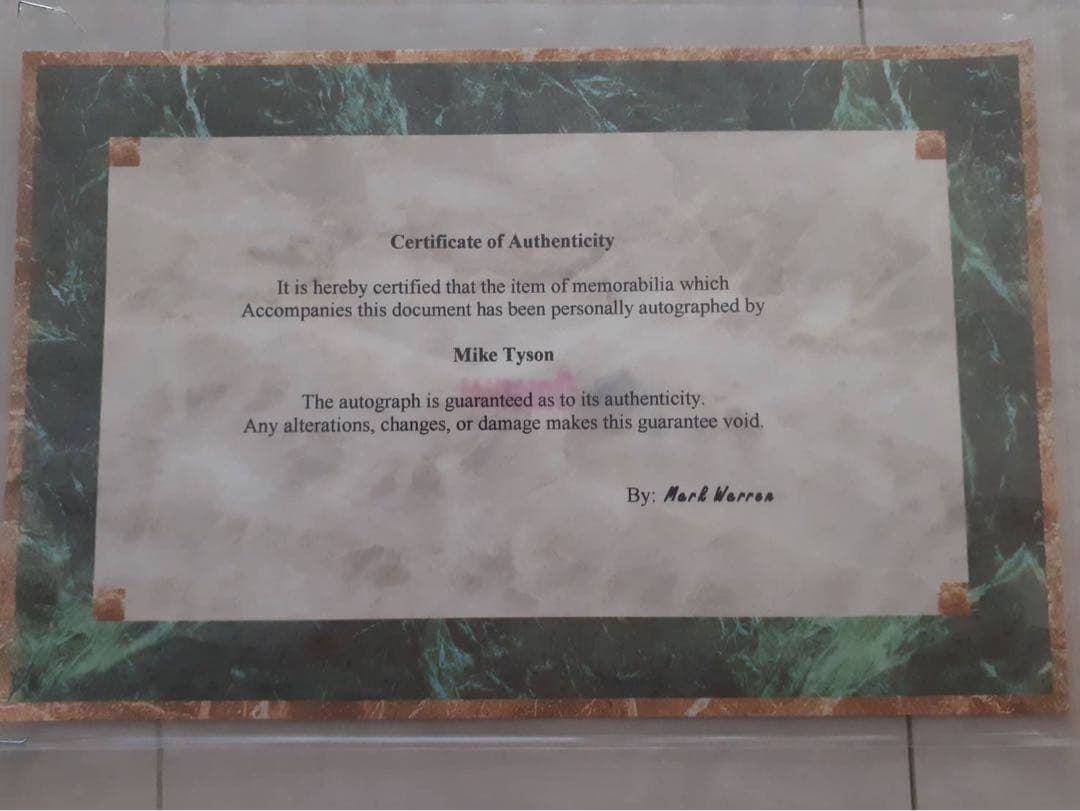 Certificate of Authenticity
It is hereby certified that the item of memorabilia which
Accompanies this document has been personally autographed by
Mike Tyson
The autograph is guaranteed as to its authenticity.
Any alterations, changes, or damage makes this guarantee void.
By: Mark Warren